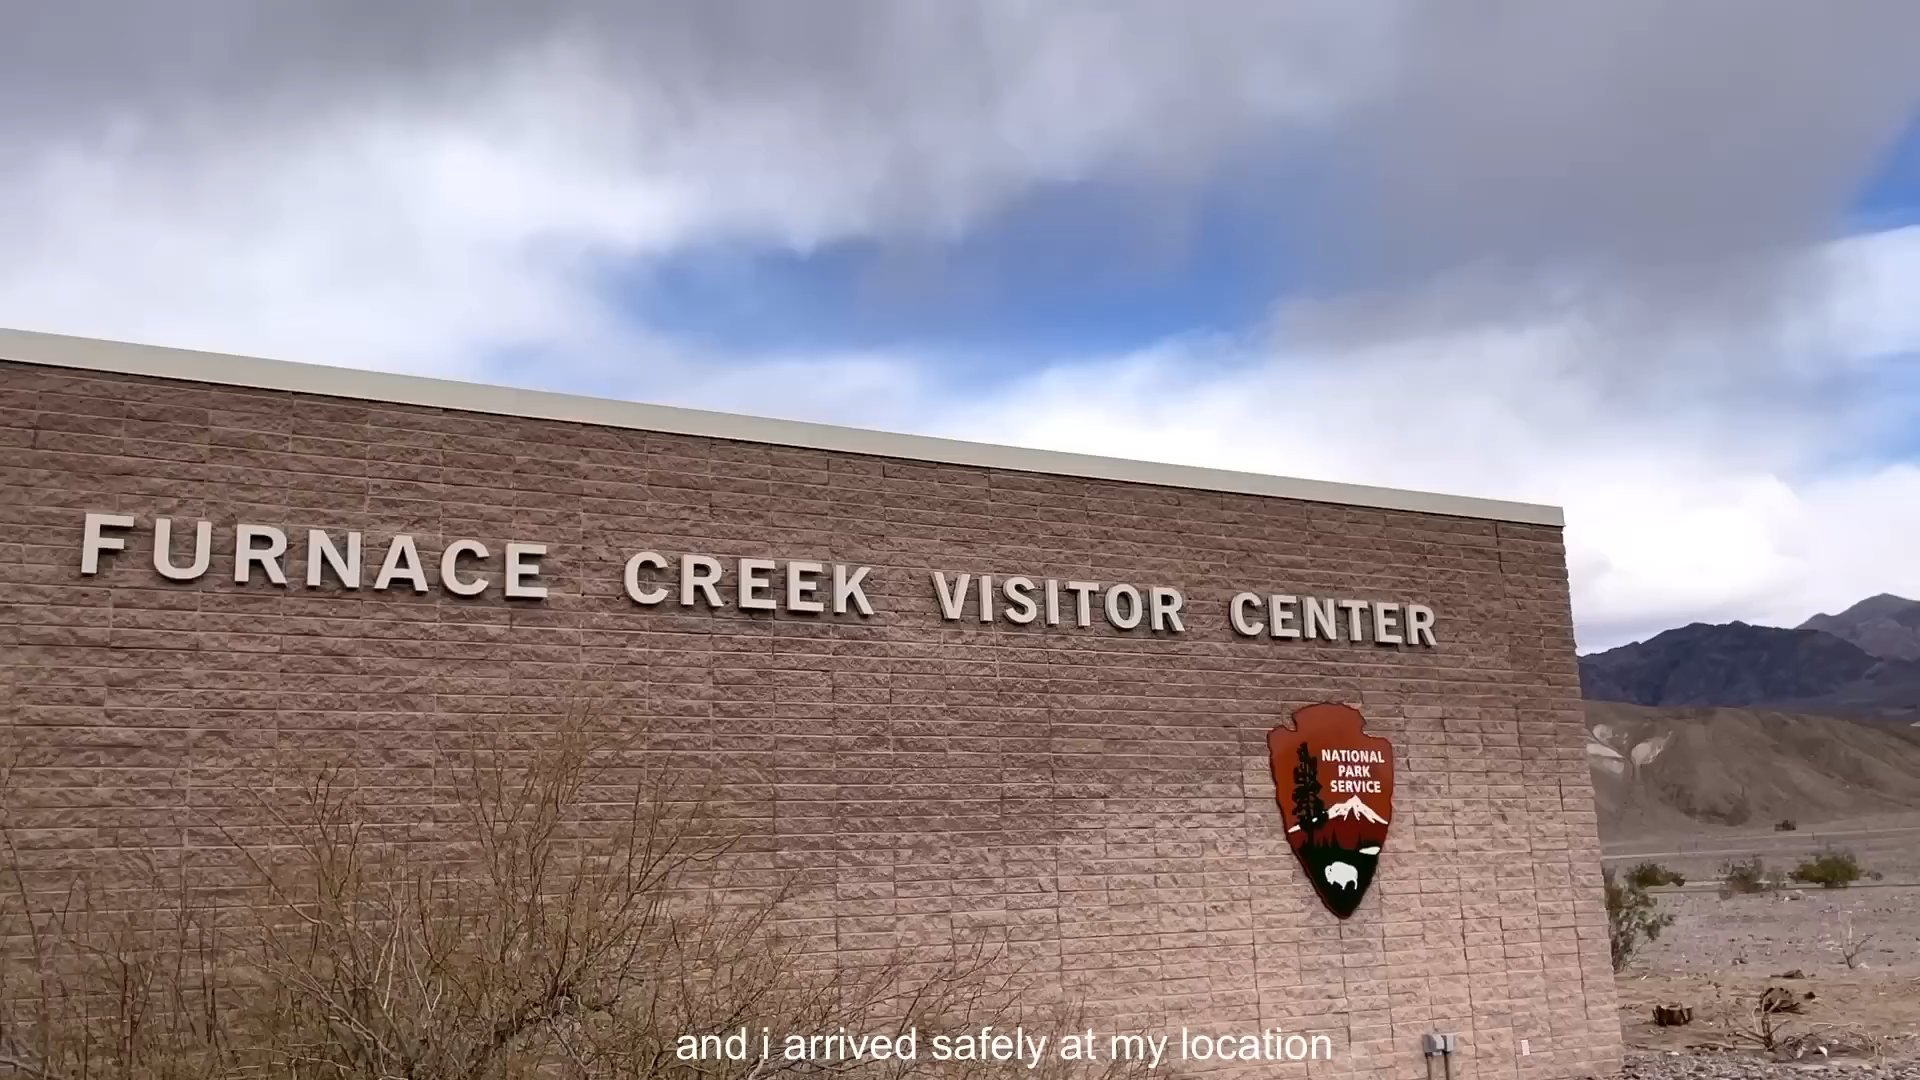 FURNACE CREEK VISITOR CENTER
NATIONAL
PARK
SERVICE
and i arrived safely at my location